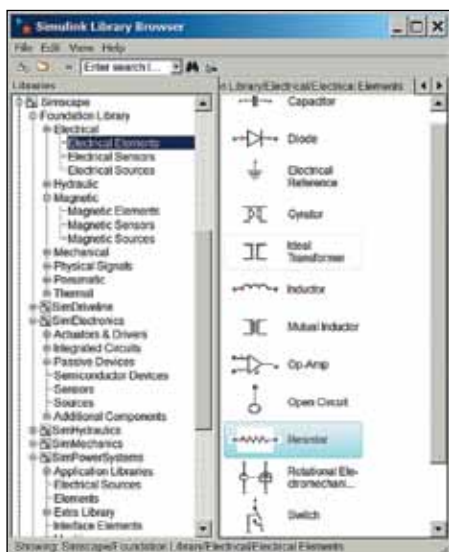 Simulink Library Browser
File Edit View Help
Enter search t...
Libraries
Library/Electrical/Electrical Elements
Simscape
Foundation Library
Electrical
Electrical Elements
Electrical Sensors
Electrical Sources
Hydraulic
Magnetic
Magnetic Elements
Magnetic Sensors
Magnetic Sources
Mechanical
Physical Signals
Pneumatic
Thermal
SimDriveline
SimElectronics
Actuators & Drivers
Integrated Circuits
Passive Devices
Semiconductor Devices
Sensors
Sources
Additional Components
SimHydraulics
SimMechanics
SimPowerSystems
Application Libraries
Electrical Sources
Elements
Extra Library
Interface Elements
Capacitor
Diode
Electrical
Reference
Gyrator
Ideal
Transformer
Inductor
Mutual Inductor
Op-Amp
Open Circuit
Resistor
Rotational Ele-
ctromechani...
Switch
Showing: Simscape/Foundation Library/Electrical/Electrical Elements